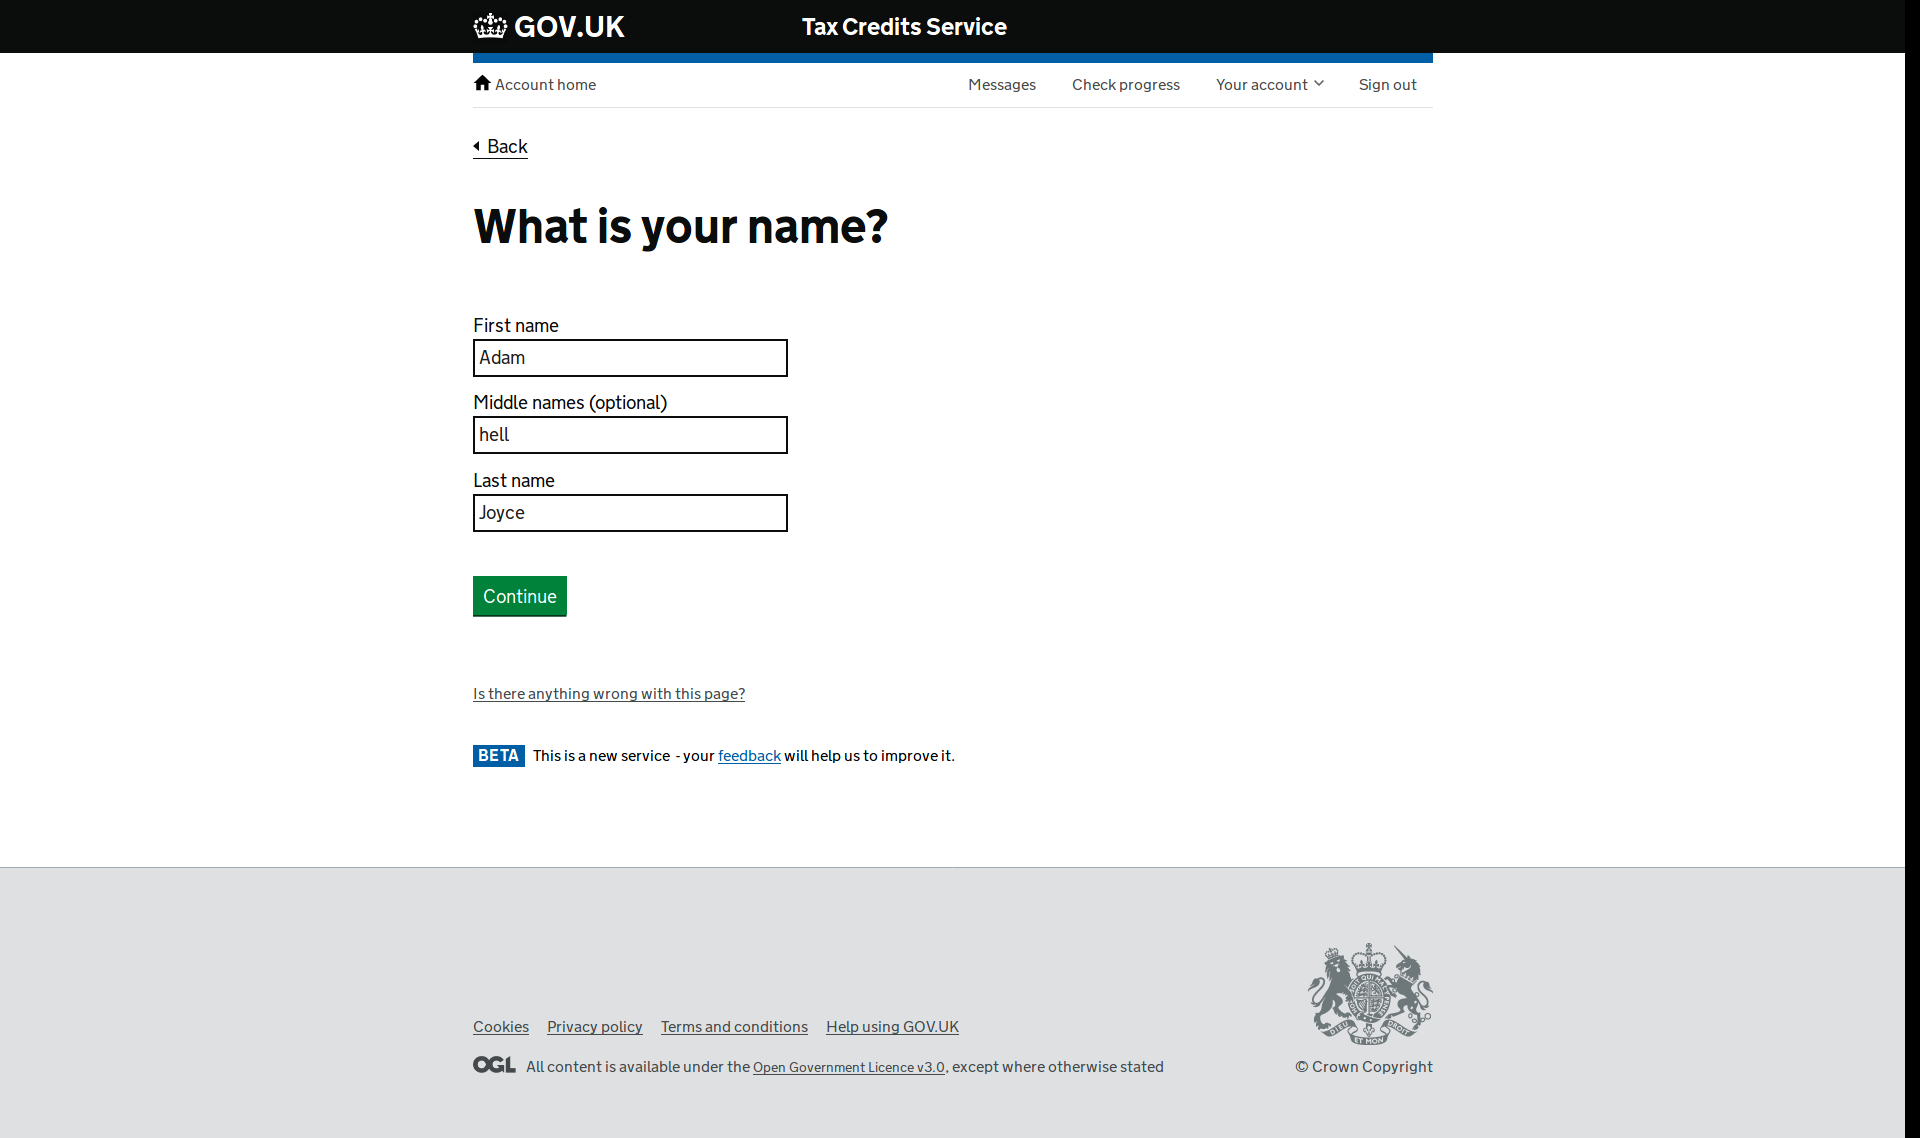 GOV.UK
Tax Credits Service
Account home
Messages
Check progress
Your account
Sign out
Back
What is your name?
First name
Adam
Middle names (optional)
hell
Last name
Joyce
Continue
Is there anything wrong with this page?
BETA This is a new service - your feedback will help us to improve it.
Cookies
Privacy policy
Terms and conditions
Help using GOV.UK
OGL All content is available under the Open Government Licence v3.0, except where otherwise stated
DIEU ET MON DROIT
© Crown Copyright